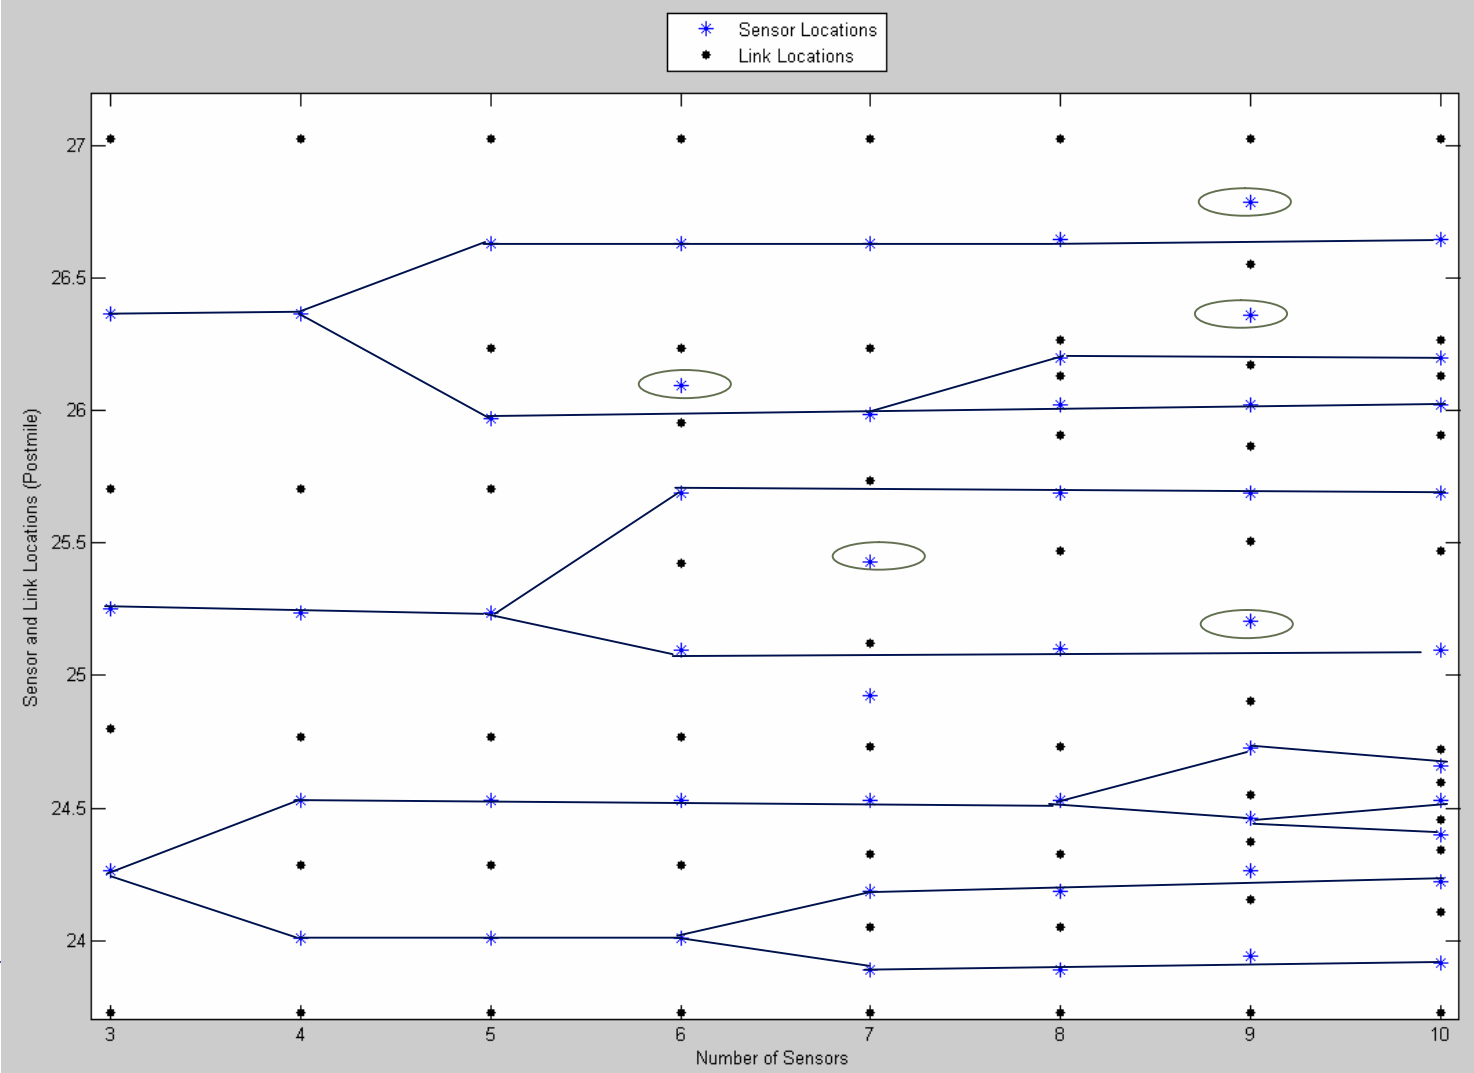 Sensor Locations
Link Locations
27
26.5
26
25.5
25
24.5
24
Sensor and Link Locations (Postmile)
3 4 5 6 7 8 9 10
Number of Sensors